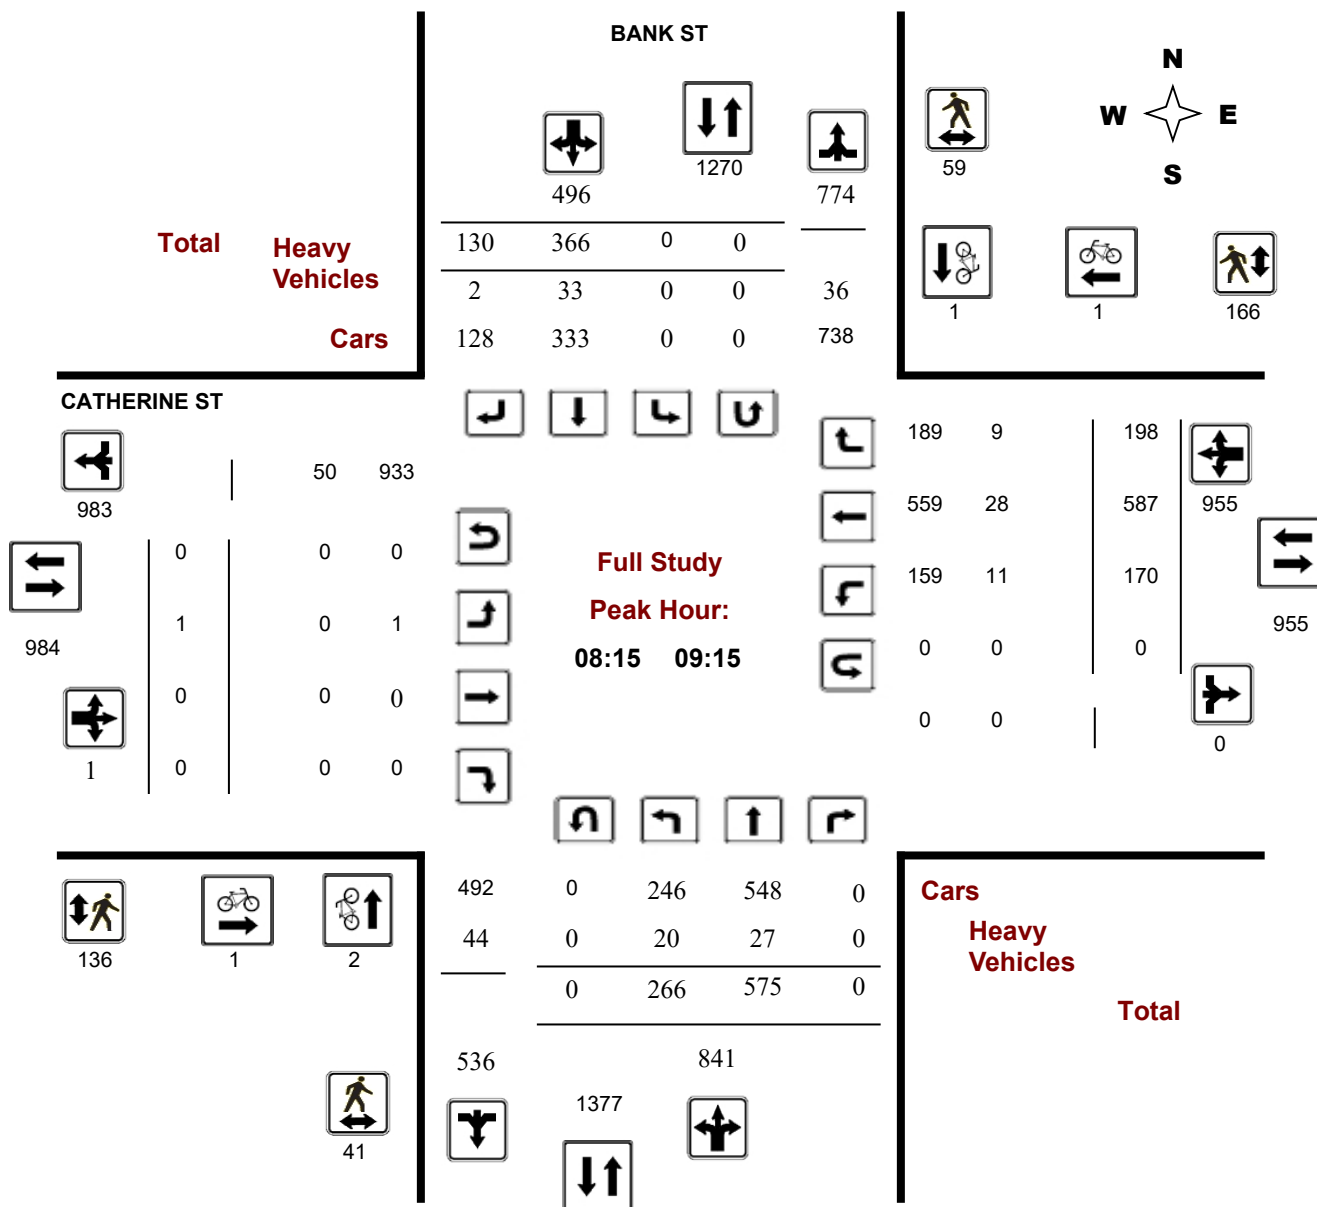 BANK ST
N
W E
S
59
1270
496 774
Total Heavy
Vehicles
Cars
130 366 0 0
2 33 0 0 36
128 333 0 0 738
1 1 166
CATHERINE ST
189 9 198
50 933
983
559 28 587 955
0 0 0
Full Study
159 11 170
Peak Hour:
1 0 1
955
984
08:15 09:15
0 0 0
0 0 0
0 0
0
1 0 0 0
492 0 246 548 0
Cars
44 0 20 27 0
Heavy
Vehicles
136 1 2
0 266 575 0
Total
536 841
1377
41